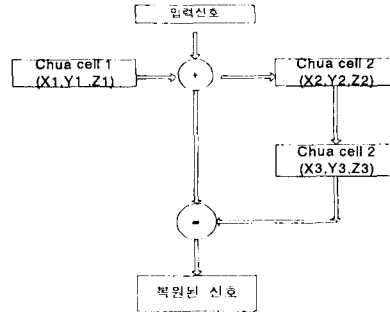 입력신호
Chua cell 1
(X1,Y1,Z1)
+
Chua cell 2
(X2,Y2,Z2)
Chua cell 2
(X3,Y3,Z3)
복원된 신호